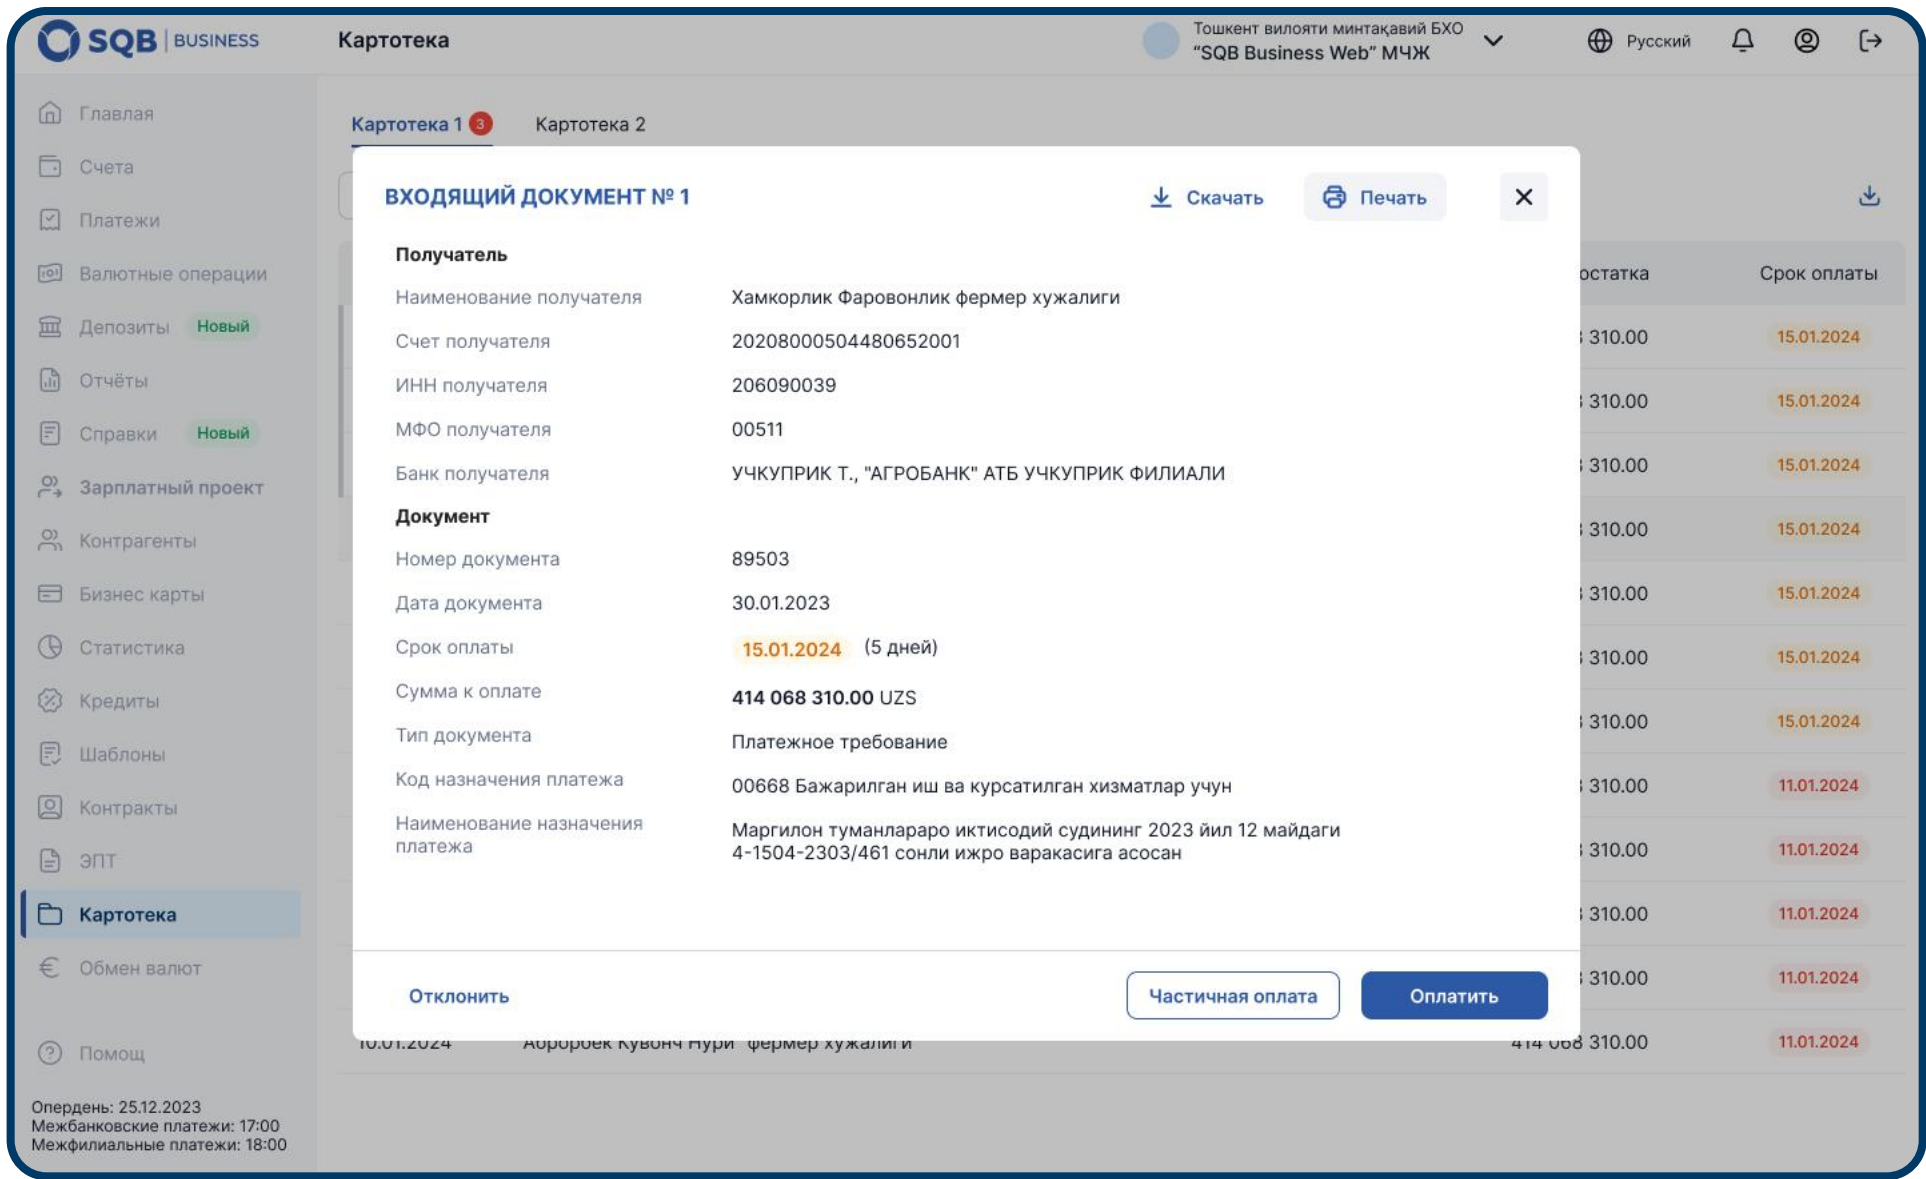 SQB BUSINESS
Картотека
Тошкент вилояти минтақавий БХО
“SQB Business Web” МЧЖ
Русский
Главная
Счета
Платежи
Валютные операции
Депозиты Новый
Отчёты
Справки Новый
Зарплатный проект
Контрагенты
Бизнес карты
Статистика
Кредиты
Шаблоны
Контракты
ЭПТ
Картотека
Обмен валют
Помощ
Опердень: 25.12.2023
Межбанковские платежи: 17:00
Межфилиальные платежи: 18:00
Картотека 1 3
Картотека 2
ВХОДЯЩИЙ ДОКУМЕНТ № 1
Скачать
Печать
Получатель
Наименование получателя Хамкорлик Фаровонлик фермер хужалиги
Счет получателя 20208000504480652001
ИНН получателя 206090039
МФО получателя 00511
Банк получателя УЧКУПРИК Т., "АГРОБАНК" АТБ УЧКУПРИК ФИЛИАЛИ
Документ
Номер документа 89503
Дата документа 30.01.2023
Срок оплаты 15.01.2024 (5 дней)
Сумма к оплате 414 068 310.00 UZS
Тип документа Платежное требование
Код назначения платежа 00668 Бажарилган иш ва курсатилган хизматлар учун
Наименование назначения
платежа
Маргилон туманлараро иктисодий судининг 2023 йил 12 майдаги
4-1504-2303/461 сонли ижро варакасига асосан
Отклонить
Частичная оплата
Оплатить
остатка Срок оплаты
310.00 15.01.2024
310.00 15.01.2024
310.00 15.01.2024
310.00 15.01.2024
310.00 15.01.2024
310.00 15.01.2024
310.00 15.01.2024
310.00 11.01.2024
310.00 11.01.2024
310.00 11.01.2024
310.00 11.01.2024
10.01.2024 Кувонч Нури фермер хужалиги 414 068 310.00 11.01.2024